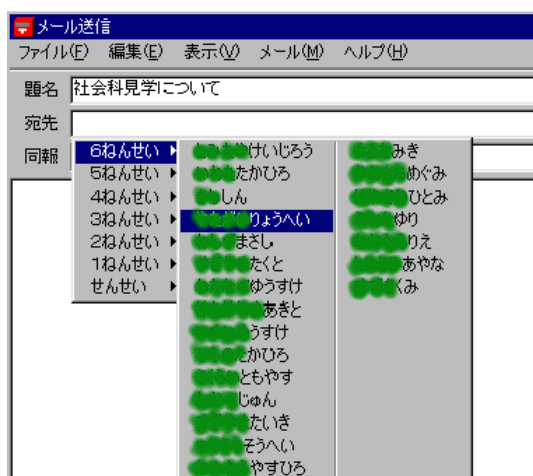 メール送信
ファイル(F) 編集(E) 表示(V) メール(M) ヘルプ(H)
題名 社会科見学について
宛先
同報
6ねんせい
5ねんせい
4ねんせい
3ねんせい
2ねんせい
1ねんせい
せんせい
けいじろう
たかひろ
しん
りょうへい
まさし
たくと
ゆうすけ
あきと
うすけ
かひろ
ともやす
じゅん
たいき
そうへい
やすひろ
みき
めぐみ
ひとみ
ゆり
りえ
あやな
くみ